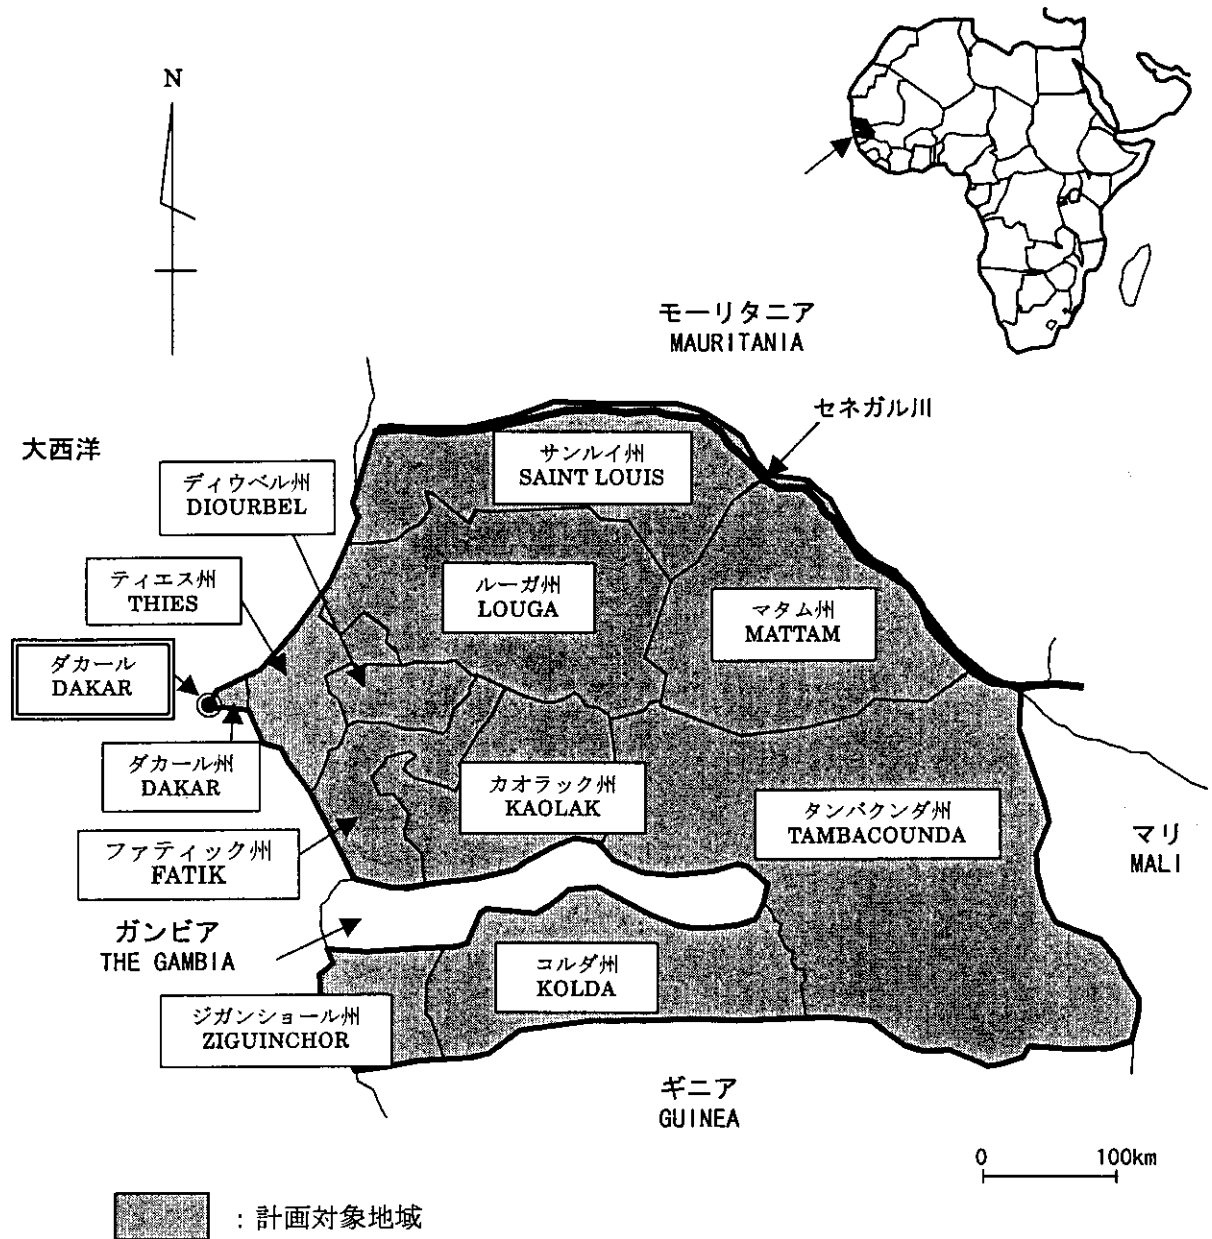 N
モーリタニア
MAURITANIA
セネガル川
大西洋
サンルイ州
SAINT LOUIS
ディウベル州
DIOURBEL
ティエス州
THIES
ルーガ州
LOUGA
マタム州
MATTAM
ダカール
DAKAR
ダカール州
DAKAR
カオラック州
KAOLAK
タンバクンダ州
TAMBACOUNDA
マリ
MALI
ファティック州
FATIK
ガンビア
THE GAMBIA
コルダ州
KOLDA
ジガンショール州
ZIGUINCHOR
ギニア
GUINEA
0 100km
：計画対象地域